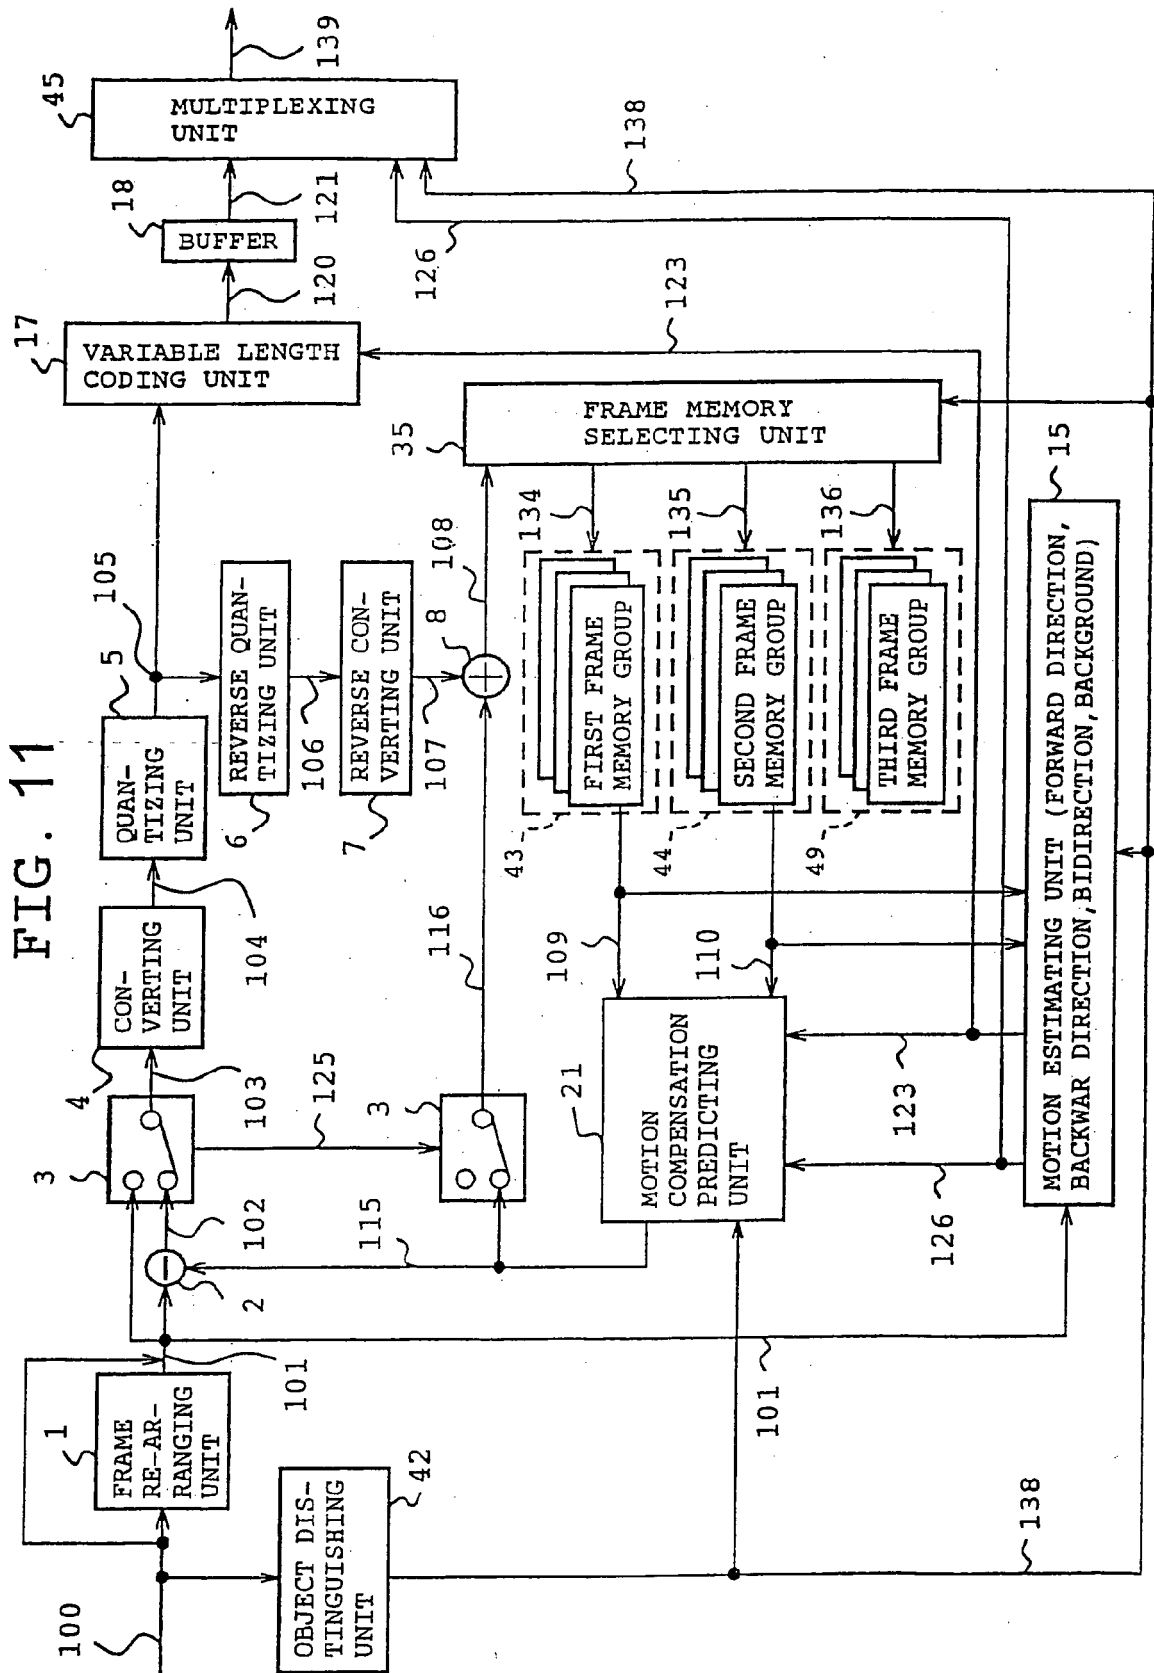 FIG. 11
100
1
FRAME
RE-AR-
RANGING
UNIT
101
OBJECT DIS-
TINGUISHING
UNIT
42
2
102
3
103
4
CON-
VERTING
UNIT
104
5
QUAN-
TIZING
UNIT
105
REVERSE QUAN-
TIZING UNIT
6
106
REVERSE CON-
VERTING UNIT
7
107
8
108
17
VARIABLE LENGTH
CODING UNIT
120
18
BUFFER
121
45
MULTIPLEXING
UNIT
139
138
126
123
125
3
115
116
35
FRAME MEMORY
SELECTING UNIT
134
135
136
FIRST FRAME
MEMORY GROUP
43
SECOND FRAME
MEMORY GROUP
44
THIRD FRAME
MEMORY GROUP
49
109
110
21
MOTION
COMPENSATION
PREDICTING
UNIT
123
126
101
15
MOTION ESTIMATING UNIT (FORWARD DIRECTION,
BACKWAR DIRECTION,BIDIRECTION,BACKGROUND)
138